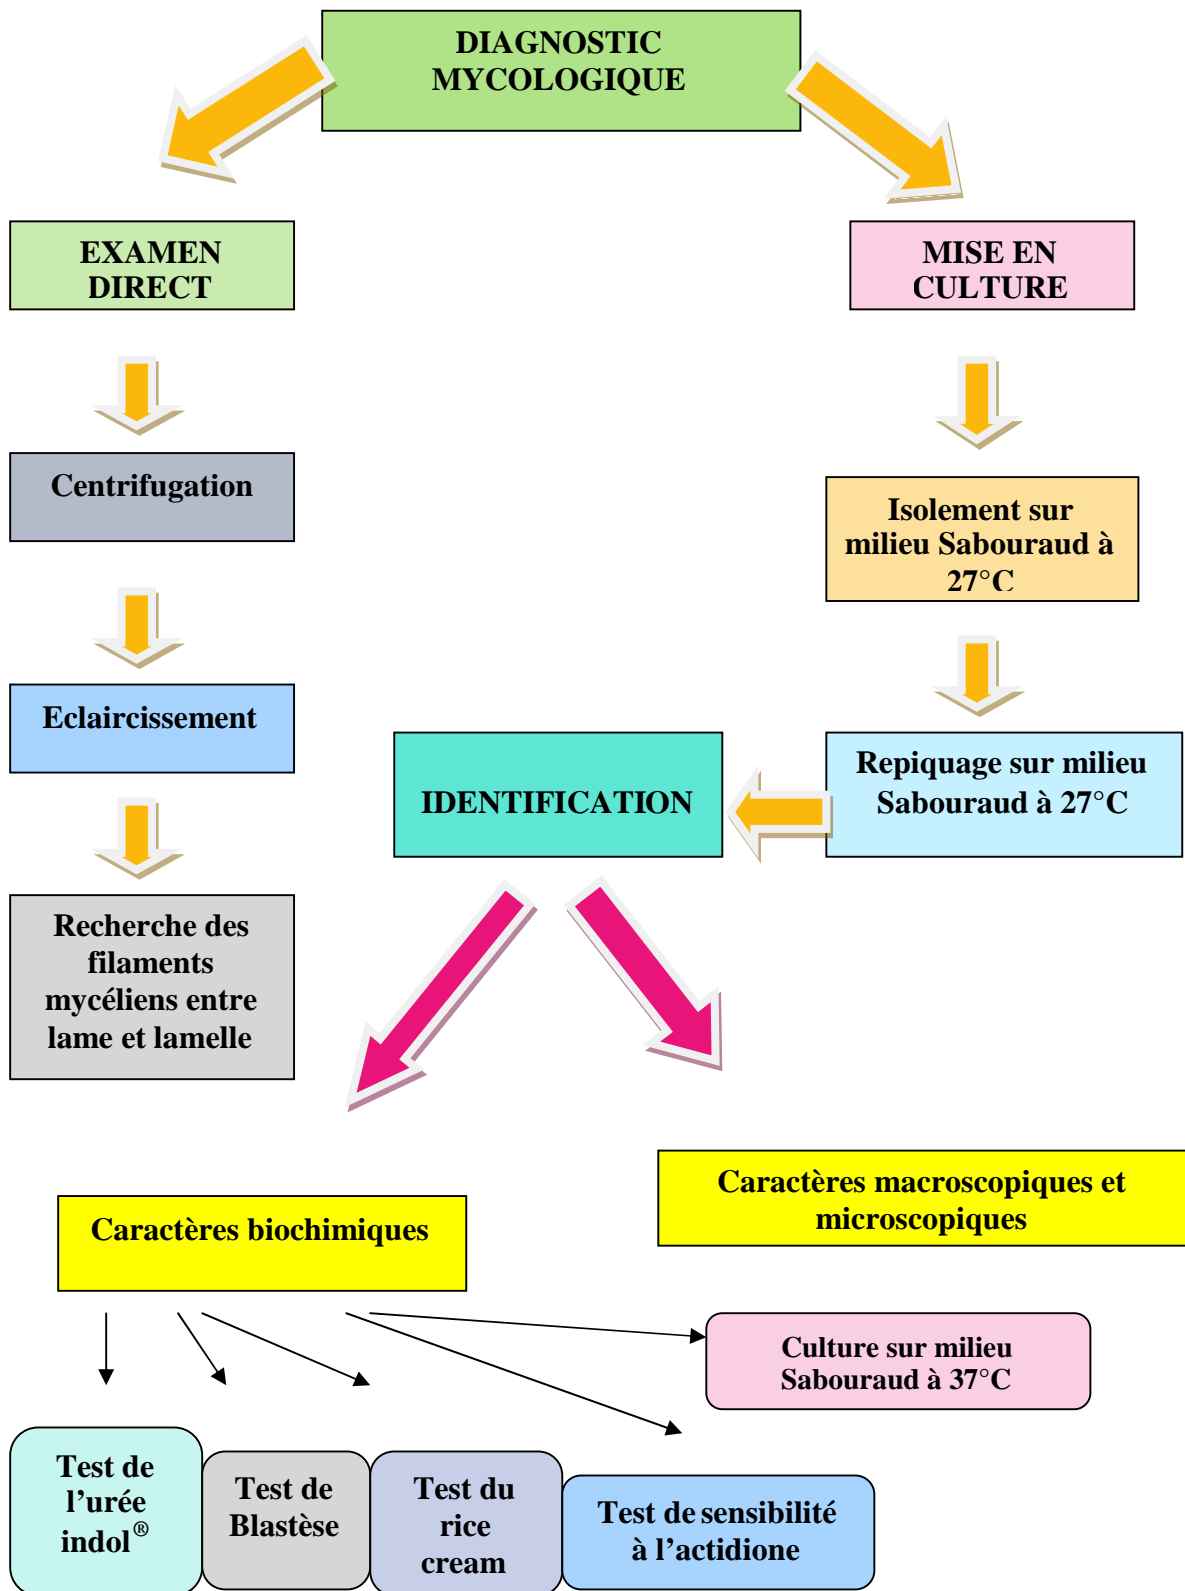 DIAGNOSTIC
MYCOLOGIQUE
EXAMEN
DIRECT
MISE EN
CULTURE
Centrifugation
Isolement sur
milieu Sabouraud à
27°C
Eclaircissement
IDENTIFICATION
Repiquage sur milieu
Sabouraud à 27°C
Recherche des
filaments
mycéliens entre
lame et lamelle
Caractères macroscopiques et
microscopiques
Caractères biochimiques
Culture sur milieu
Sabouraud à 37°C
Test de
l’urée
indol®
Test de
Blastèse
Test du
rice
cream
Test de sensibilité
à l’actidione